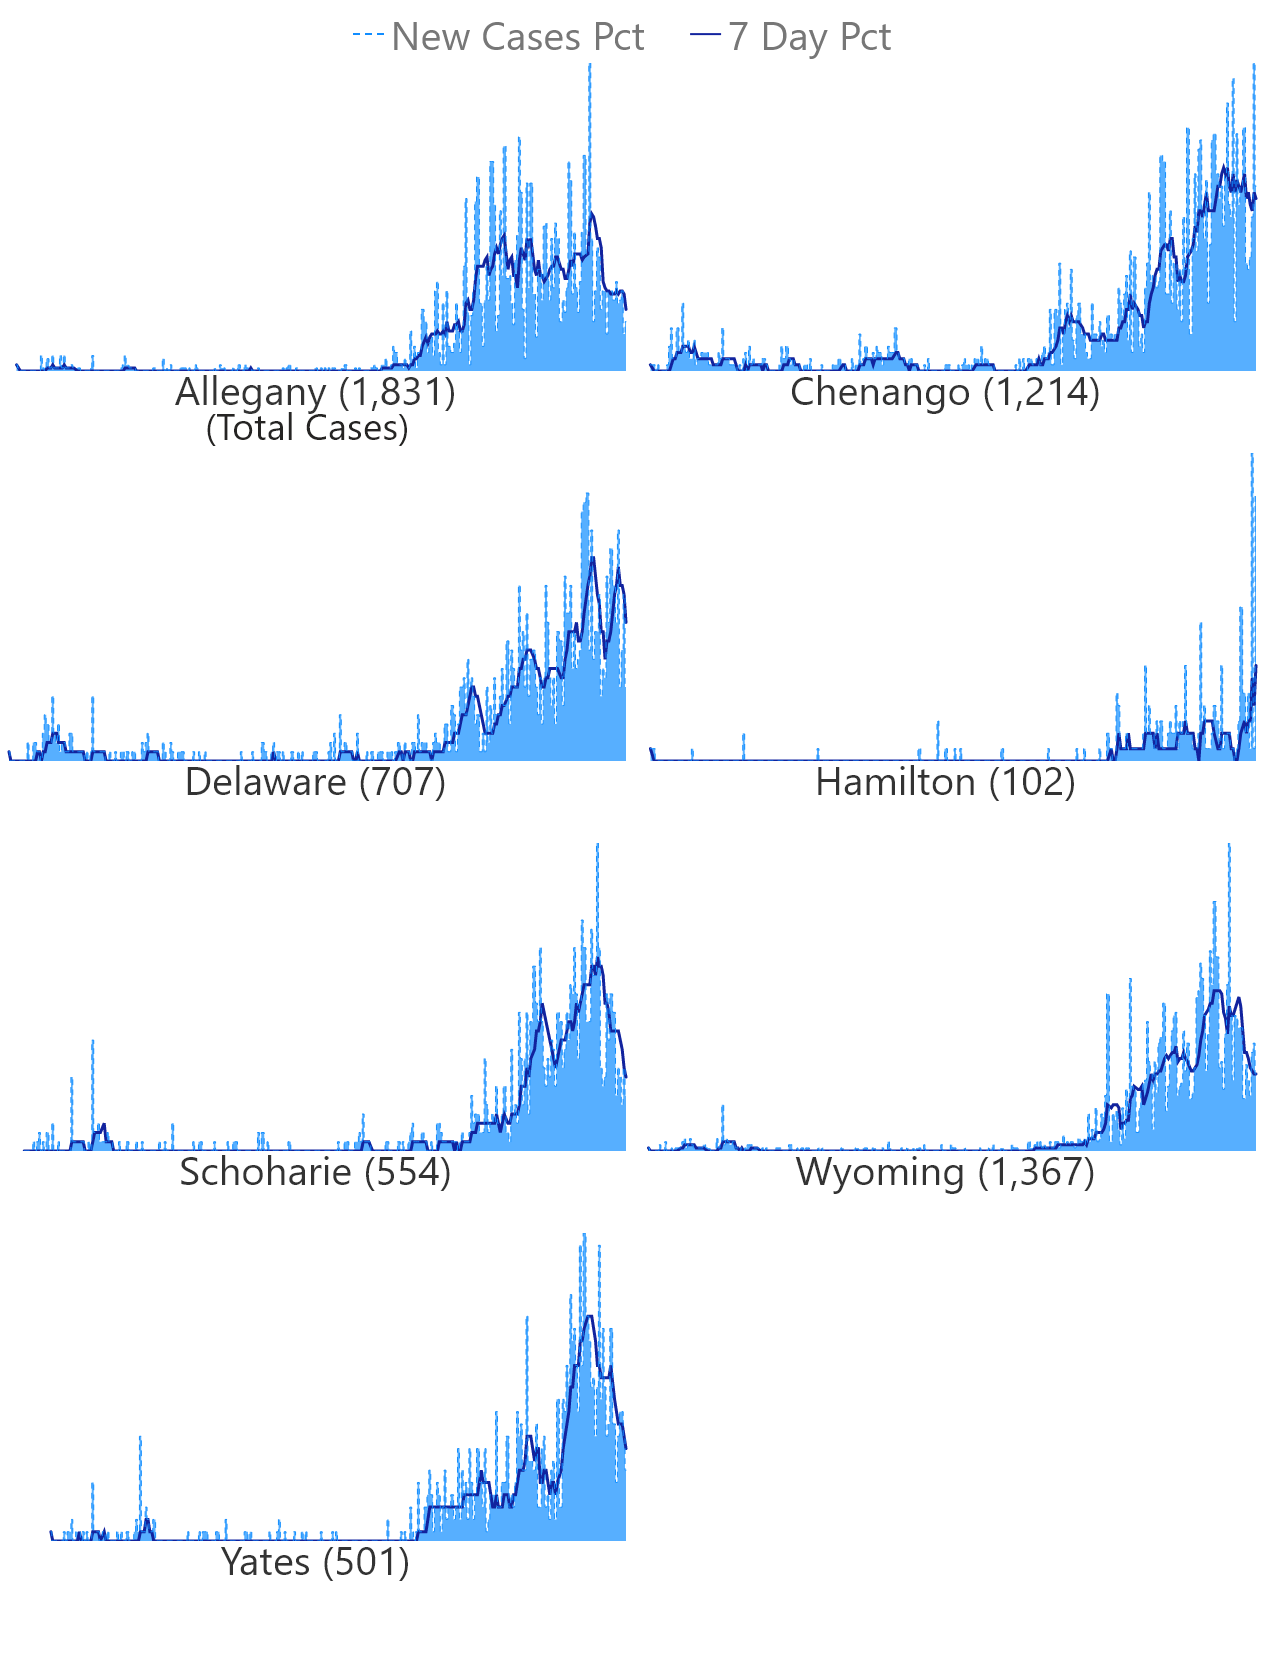 New Cases Pct 7 Day Pct
Allegany (1,831) Chenango (1,214)
(Total Cases)
Delaware (707) Hamilton (102)
Schoharie (554) Wyoming (1,367)
Yates (501)